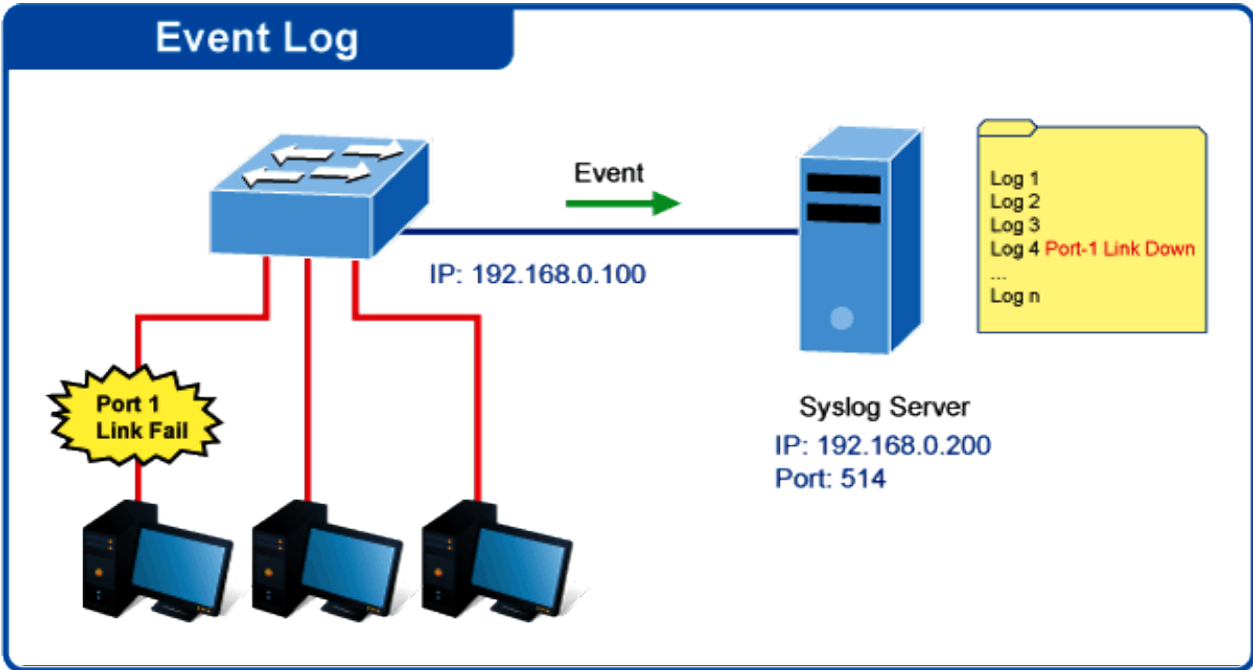 Event Log
Event
IP: 192.168.0.100
Port 1
Link Fail
Log 1
Log 2
Log 3
Log 4 Port-1 Link Down
...
Log n
Syslog Server
IP: 192.168.0.200
Port: 514